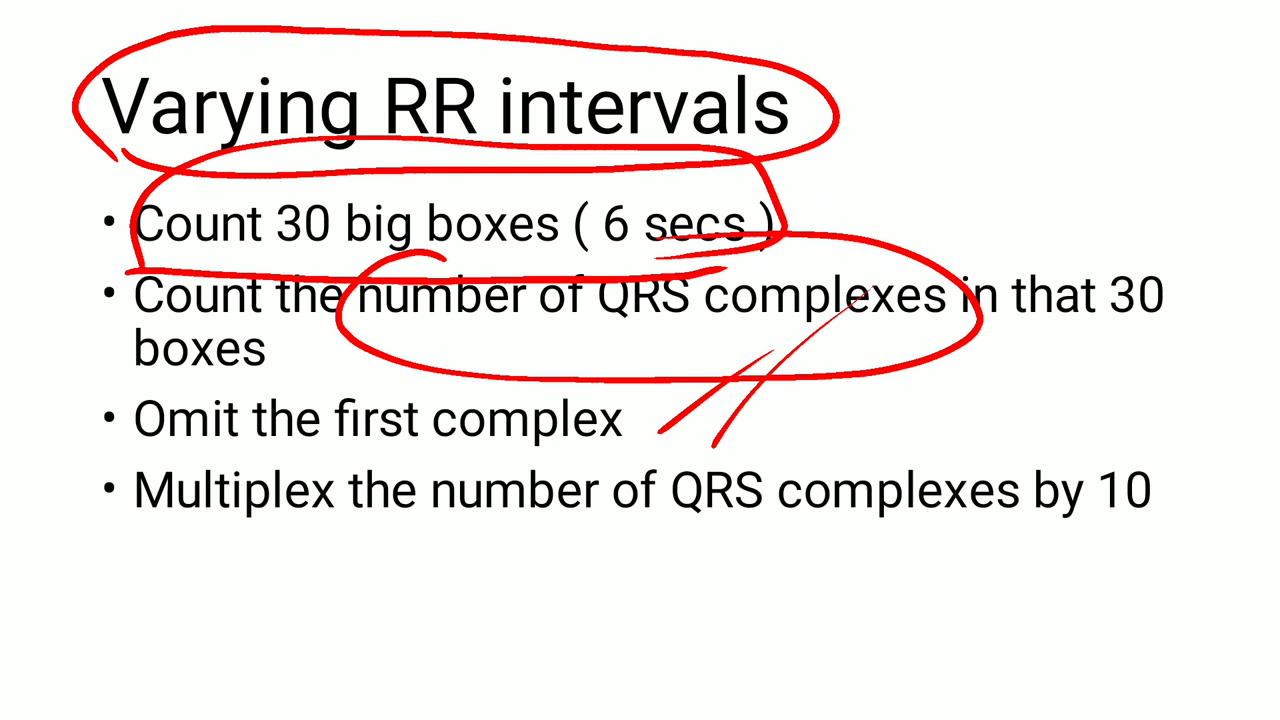 Varying RR intervals
• Count 30 big boxes ( 6 secs )
• Count the number of QRS complexes in that 30
boxes
• Omit the first complex
• Multiplex the number of QRS complexes by 10